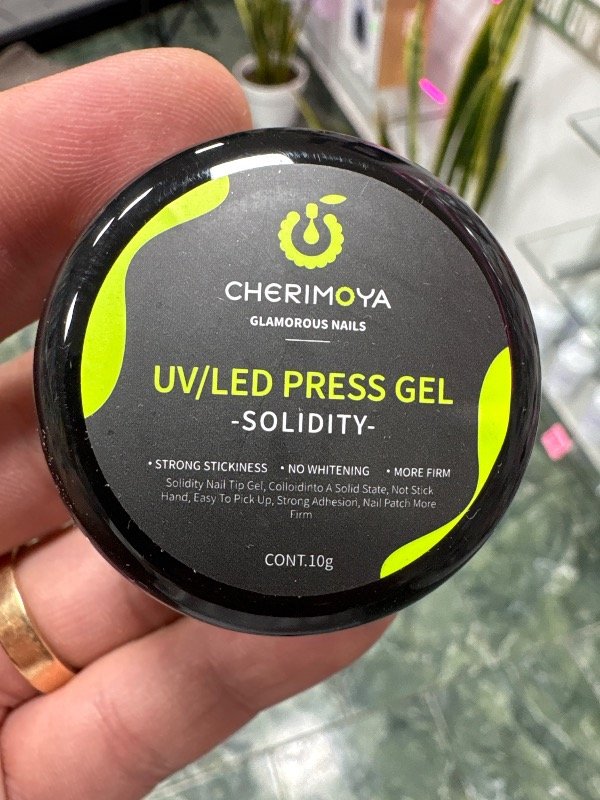 CHERIMOYA
GLAMOROUS NAILS
UV/LED PRESS GEL
-SOLIDITY-
• STRONG STICKINESS • NO WHITENING • MORE FIRM
Solidity Nail Tip Gel, Colloidinto A Solid State, Not Stick
Hand, Easy To Pick Up, Strong Adhesion, Nail Patch More
Firm
CONT.10g